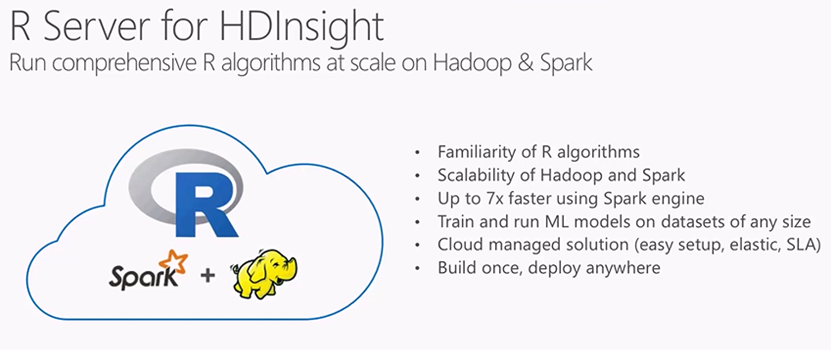 R Server for HDInsight
Run comprehensive R algorithms at scale on Hadoop & Spark
R
Spark +
• Familiarity of R algorithms
• Scalability of Hadoop and Spark
• Up to 7x faster using Spark engine
• Train and run ML models on datasets of any size
• Cloud managed solution (easy setup, elastic, SLA)
• Build once, deploy anywhere